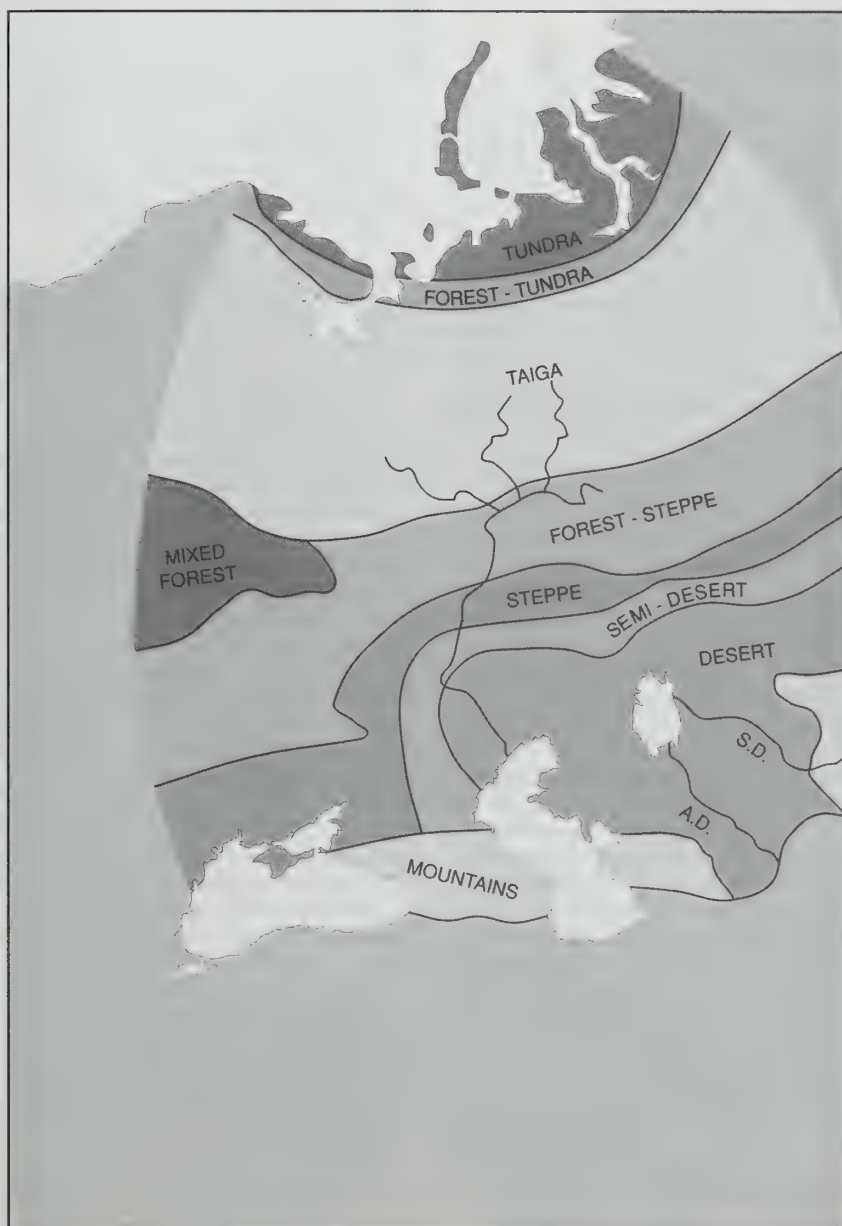 TUNDRA
FOREST - TUNDRA
TAIGA
FOREST - STEPPE
MIXED
FOREST
STEPPE
SEMI - DESERT
DESERT
S.D.
A.D.
MOUNTAINS